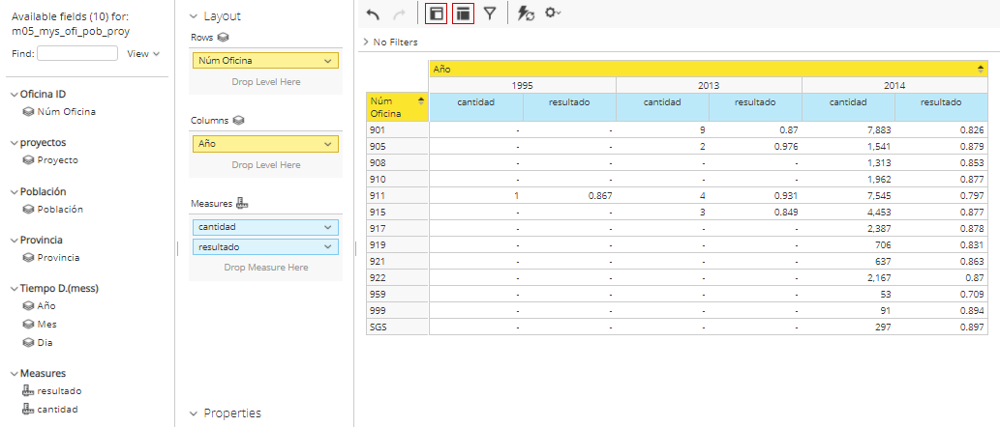 Available fields (10) for:
m05_mys_ofi_pob_proy
Find:
View
Oficina ID
Núm Oficina
proyectos
Proyecto
Población
Población
Provincia
Provincia
Tiempo D.(mess)
Año
Mes
Dia
Measures
resultado
cantidad
Layout
Rows
Núm Oficina
Drop Level Here
Columns
Año
Drop Level Here
Measures
cantidad
resultado
Drop Measure Here
Properties
No Filters
Año
1995 2013 2014
Núm Oficina cantidad resultado cantidad resultado cantidad resultado
901 - - 9 0.87 7,883 0.826
905 - - 2 0.976 1,541 0.879
908 - - - - 1,313 0.853
910 - - - - 1,962 0.877
911 1 0.867 4 0.931 7,545 0.797
915 - - 3 0.849 4,453 0.877
917 - - - - 2,387 0.878
919 - - - - 706 0.831
921 - - - - 637 0.863
922 - - - - 2,167 0.87
959 - - - - 53 0.709
999 - - - - 91 0.894
SGS - - - - 297 0.897